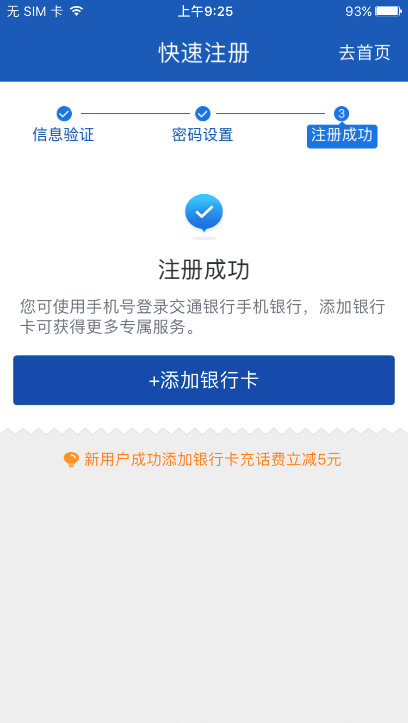 无 SIM 卡 上午9:25 93%
快速注册 去首页
3
信息验证 密码设置 注册成功
注册成功
您可使用手机号登录交通银行手机银行，添加银行
卡可获得更多专属服务。
+添加银行卡
新用户成功添加银行卡充话费立减5元